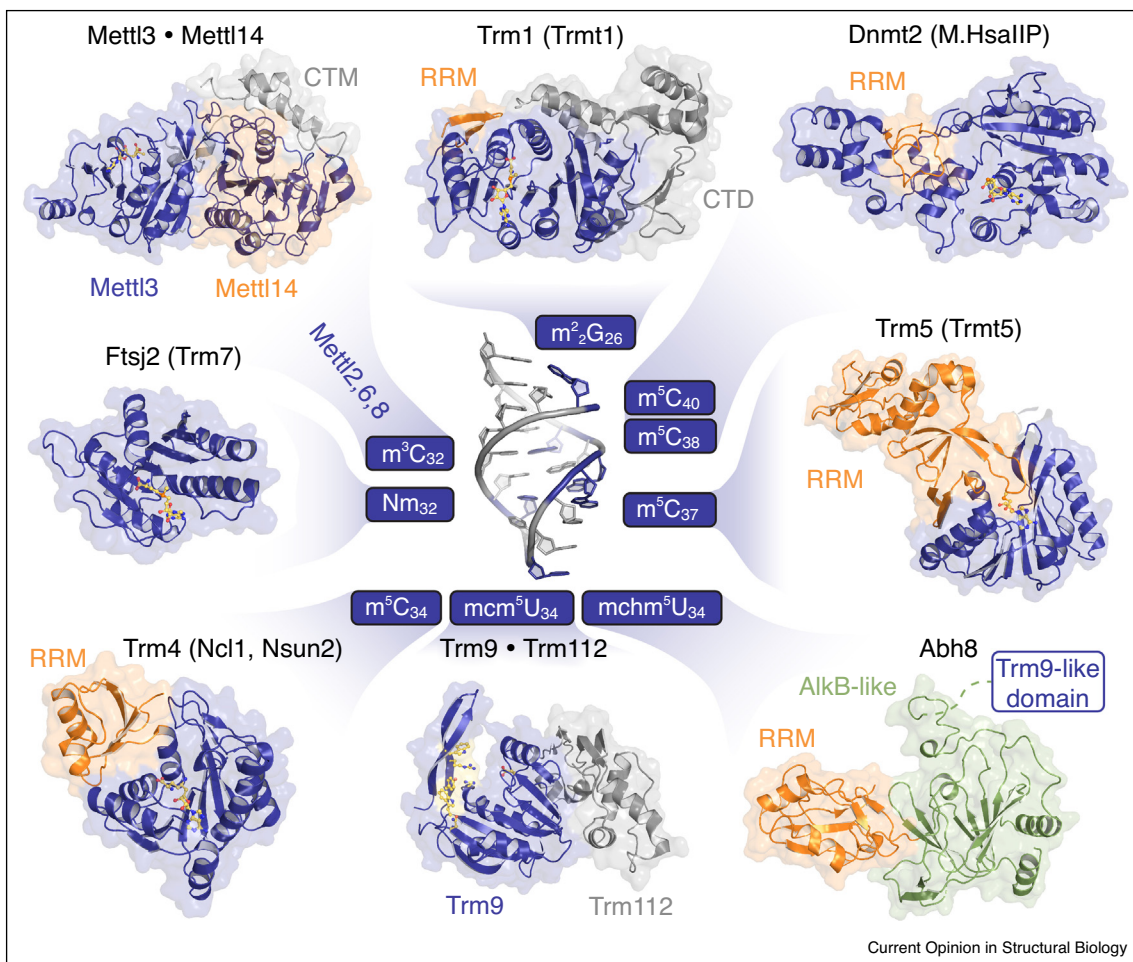 Mettl3 • Mettl14
Trm1 (Trmt1)
Dnmt2 (M.HsaIIP)
CTM
RRM
RRM
CTD
Mettl3
Mettl14
Mettl2,6,8
m²₂G₂₆
Ftsj2 (Trm7)
Trm5 (Trmt5)
m⁵C₄₀
m⁵C₃₈
m³C₃₂
RRM
Nm₃₂
m⁵C₃₇
m⁵C₃₄
mcm⁵U₃₄
mchm⁵U₃₄
Trm4 (Ncl1, Nsun2)
Trm9 • Trm112
Abh8
RRM
AlkB-like
Trm9-like
domain
RRM
Trm9
Trm112
Current Opinion in Structural Biology